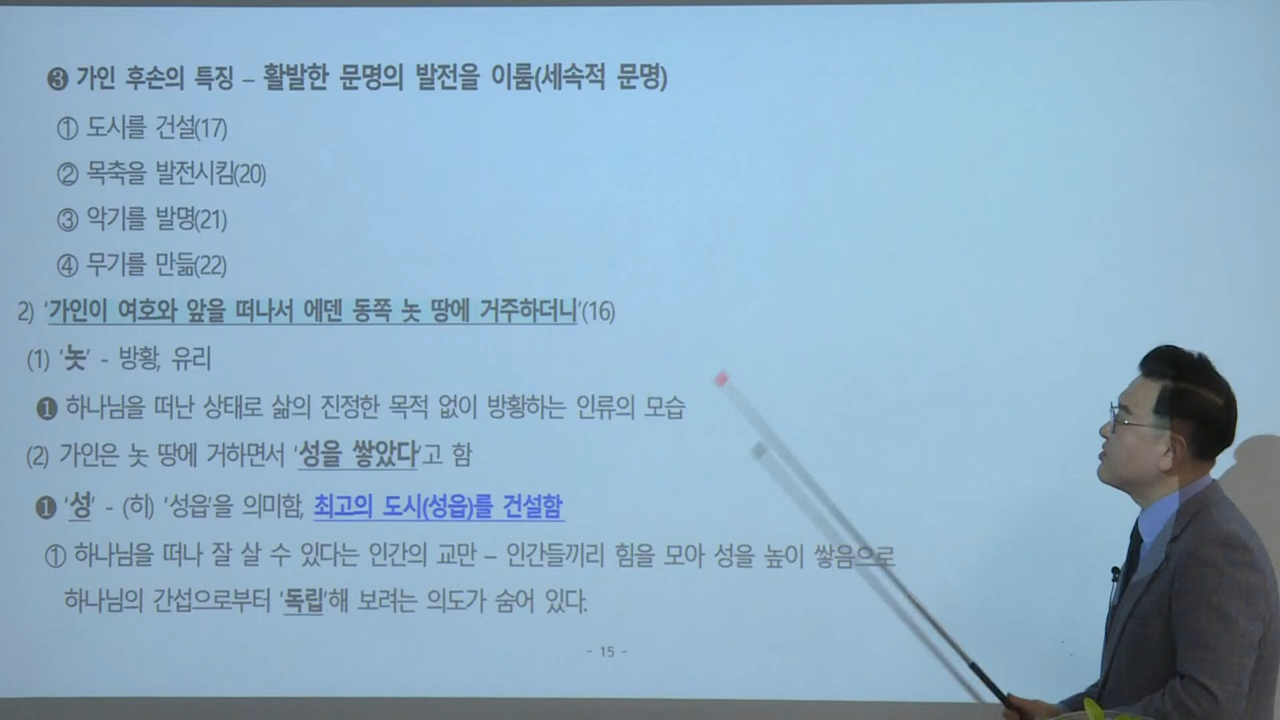 ❸ 가인 후손의 특징 – 활발한 문명의 발전을 이룸(세속적 문명)
① 도시를 건설(17)
② 목축을 발전시킴(20)
③ 악기를 발명(21)
④ 무기를 만듦(22)
2) ‘가인이 여호와 앞을 떠나서 에덴 동쪽 놋 땅에 거주하더니’(16)
(1) ‘놋’ - 방황, 유리
❶ 하나님을 떠난 상태로 삶의 진정한 목적 없이 방황하는 인류의 모습
(2) 가인은 놋 땅에 거하면서 ‘성을 쌓았다’고 함
❶ ‘성’ - (히) ‘성읍’을 의미함, 최고의 도시(성읍)를 건설함
① 하나님을 떠나 잘 살 수 있다는 인간의 교만 – 인간들끼리 힘을 모아 성을 높이 쌓음으로
하나님의 간섭으로부터 ‘독립’해 보려는 의도가 숨어 있다.
- 15 -